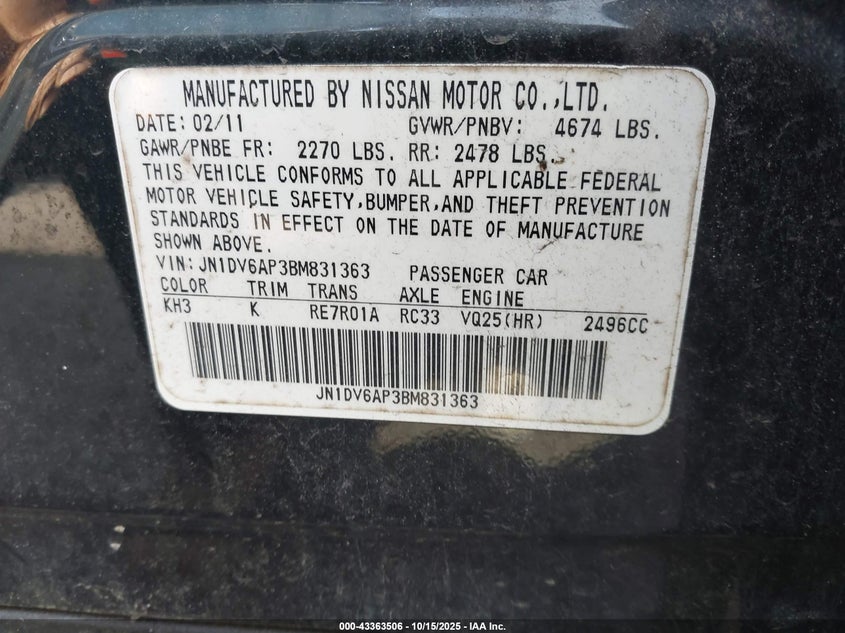 MANUFACTURED BY NISSAN MOTOR CO.,LTD.
DATE: 02/11 GVWR/PNBV: 4674 LBS.
GAWR/PNBE FR: 2270 LBS. RR: 2478 LBS.
THIS VEHICLE CONFORMS TO ALL APPLICABLE FEDERAL
MOTOR VEHICLE SAFETY,BUMPER,AND THEFT PREVENTION
STANDARDS IN EFFECT ON THE DATE OF MANUFACTURE
SHOWN ABOVE.
VIN: JN1DV6AP3BM831363 PASSENGER CAR
COLOR TRIM TRANS AXLE ENGINE
KH3 K RE7R01A RC33 VQ25(HR) 2496CC
JN1DV6AP3BM831363
000-43363506 - 10/15/2025 - IAA Inc.